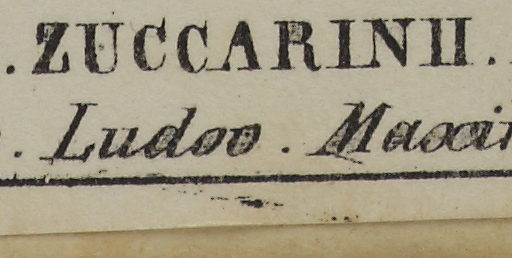 . ZUCCARINII .
. Ludov . Maxi